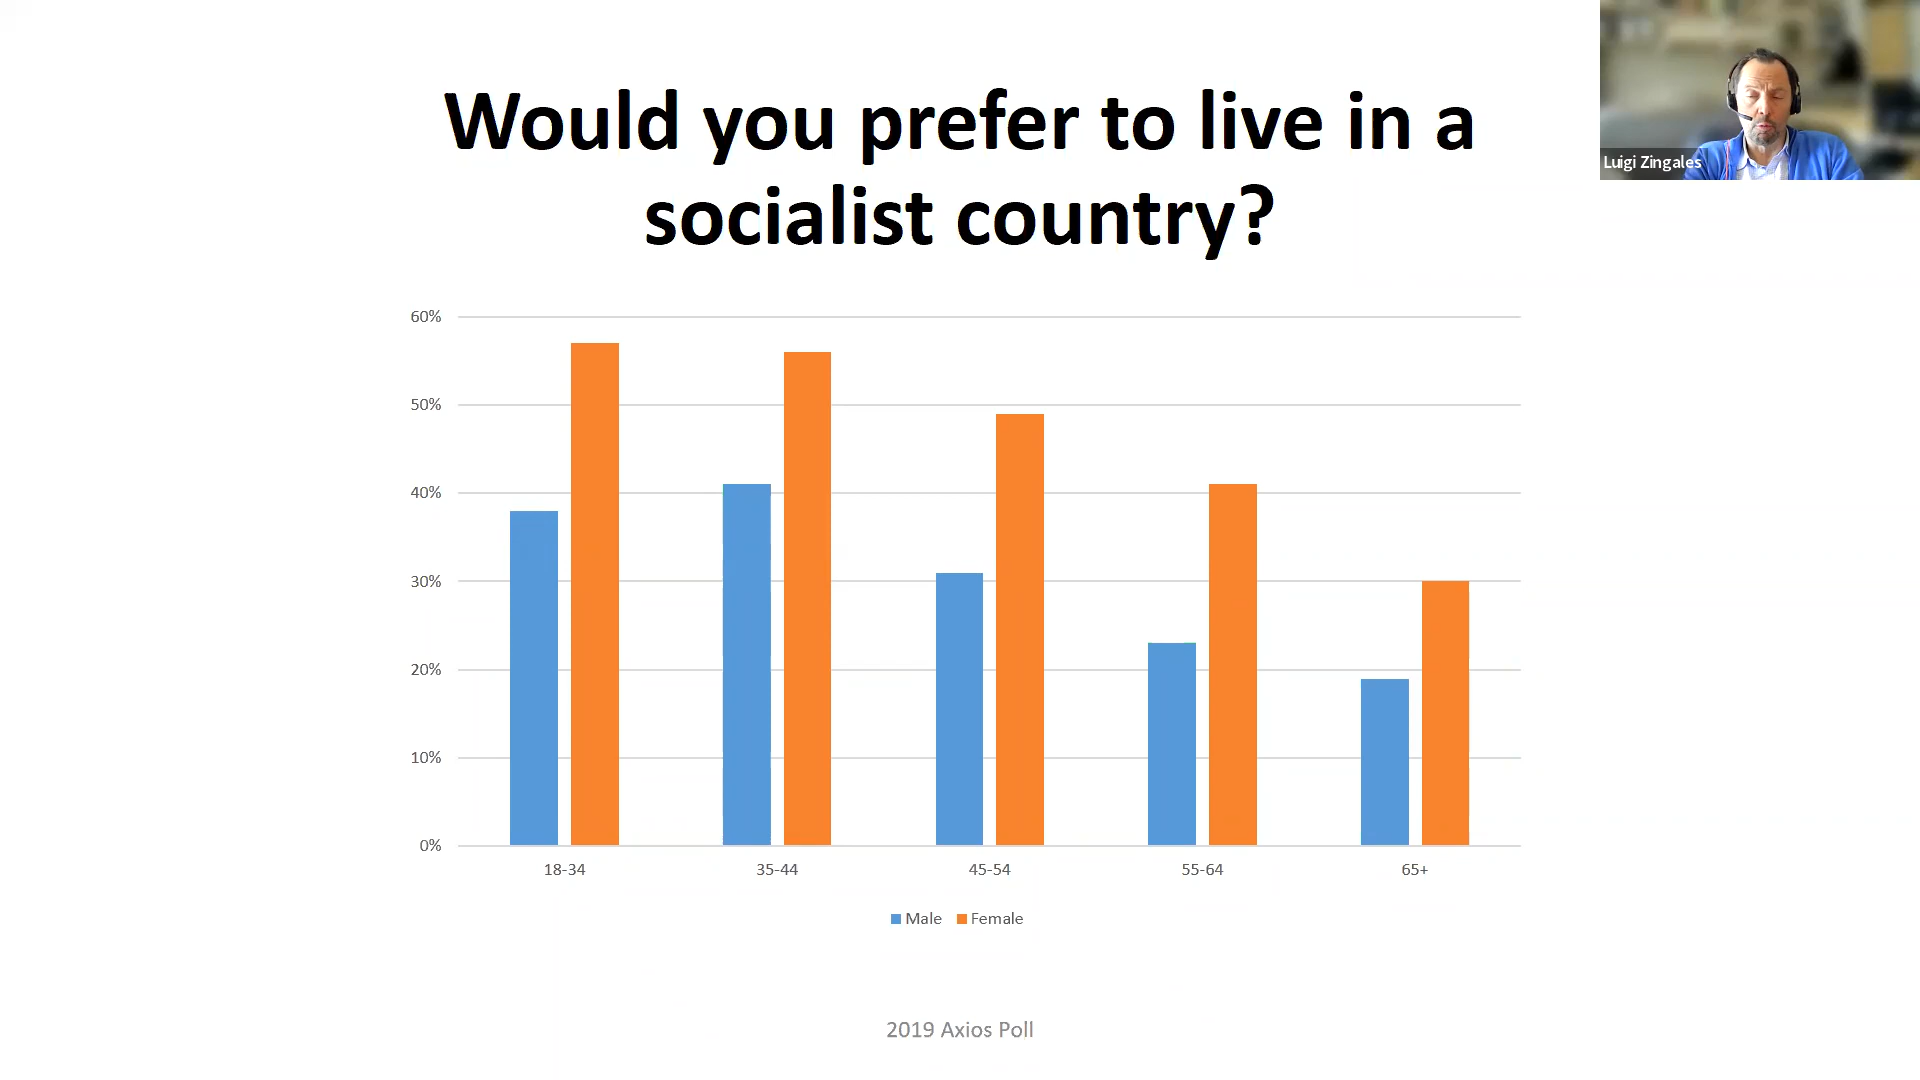 Would you prefer to live in a
socialist country?
Luigi Zingales
60%
50%
40%
30%
20%
10%
0%
18-34
35-44
45-54
55-64
65+
Male
Female
2019 Axios Poll